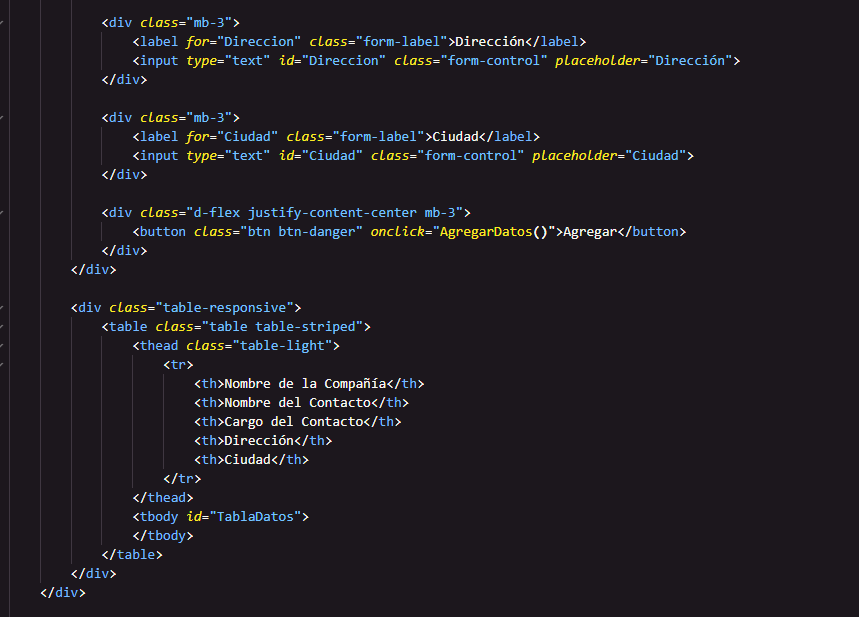 <div class="mb-3">
<label for="Direccion" class="form-label">Dirección</label>
<input type="text" id="Direccion" class="form-control" placeholder="Dirección">
</div>
<div class="mb-3">
<label for="Ciudad" class="form-label">Ciudad</label>
<input type="text" id="Ciudad" class="form-control" placeholder="Ciudad">
</div>
<div class="d-flex justify-content-center mb-3">
<button class="btn btn-danger" onclick="AgregarDatos()">Agregar</button>
</div>
</div>
<div class="table-responsive">
<table class="table table-striped">
<thead class="table-light">
<tr>
<th>Nombre de la Compañía</th>
<th>Nombre del Contacto</th>
<th>Cargo del Contacto</th>
<th>Dirección</th>
<th>Ciudad</th>
</tr>
</thead>
<tbody id="TablaDatos">
</tbody>
</table>
</div>
</div>